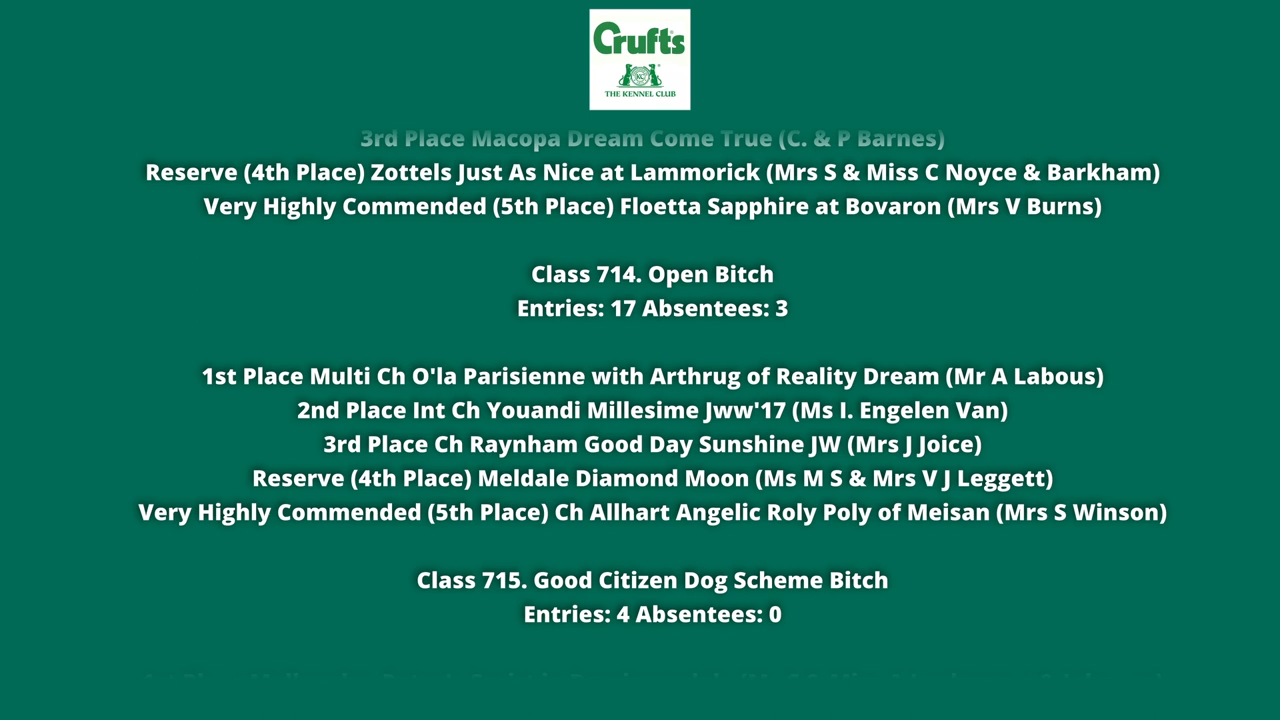 Crufts
THE KENNEL CLUB
3rd Place Macopa Dream Come True (C. & P Barnes)
Reserve (4th Place) Zottels Just As Nice at Lammorick (Mrs S & Miss C Noyce & Barkham)
Very Highly Commended (5th Place) Floetta Sapphire at Bovaron (Mrs V Burns)
Class 714. Open Bitch
Entries: 17 Absentees: 3
1st Place Multi Ch O'la Parisienne with Arthrug of Reality Dream (Mr A Labous)
2nd Place Int Ch Youandi Millesime Jww'17 (Ms I. Engelen Van)
3rd Place Ch Raynham Good Day Sunshine JW (Mrs J Joice)
Reserve (4th Place) Meldale Diamond Moon (Ms M S & Mrs V J Leggett)
Very Highly Commended (5th Place) Ch Allhart Angelic Roly Poly of Meisan (Mrs S Winson)
Class 715. Good Citizen Dog Scheme Bitch
Entries: 4 Absentees: 0